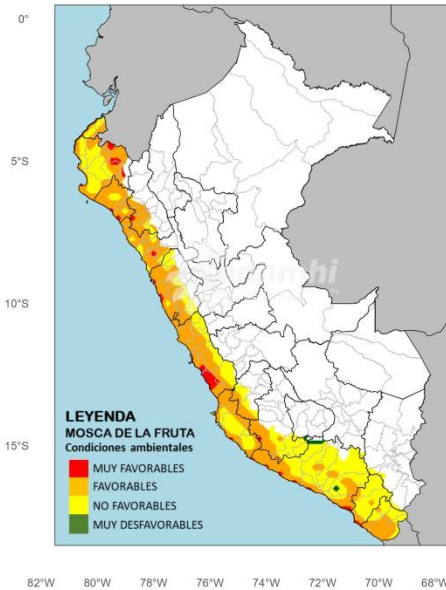 0°
5°S
10°S
15°S
senamhi
LEYENDA
MOSCA DE LA FRUTA
Condiciones ambientales
MUY FAVORABLES
FAVORABLES
NO FAVORABLES
MUY DESFAVORABLES
82°W 80°W 78°W 76°W 74°W 72°W 70°W 68°W